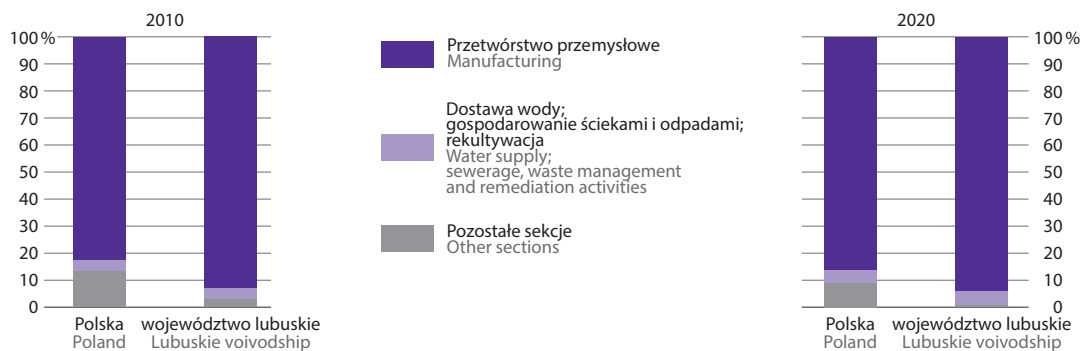 2010
100 %
90
80
70
60
50
40
30
20
10
0
Polska
Poland
województwo lubuskie
Lubuskie voivodship
Przetwórstwo przemysłowe
Manufacturing
Dostawa wody;
gospodarowanie ściekami i odpadami;
rekultywacja
Water supply;
sewerage, waste management
and remediation activities
Pozostałe sekcje
Other sections
2020
100 %
90
80
70
60
50
40
30
20
10
0
Polska
Poland
województwo lubuskie
Lubuskie voivodship